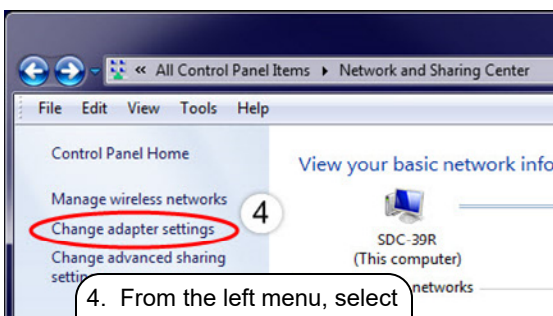 « All Control Panel Items ▸ Network and Sharing Center
File Edit View Tools Help
Control Panel Home
View your basic network info
Manage wireless networks
4
Change adapter settings
SDC-39R
Change advanced sharing
(This computer)
networks
4. From the left menu, select